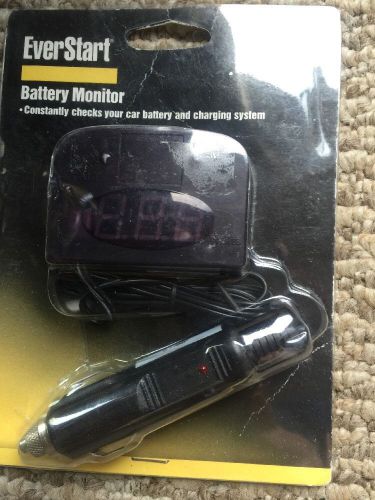 EverStart
Battery Monitor
• Constantly checks your car battery and charging system